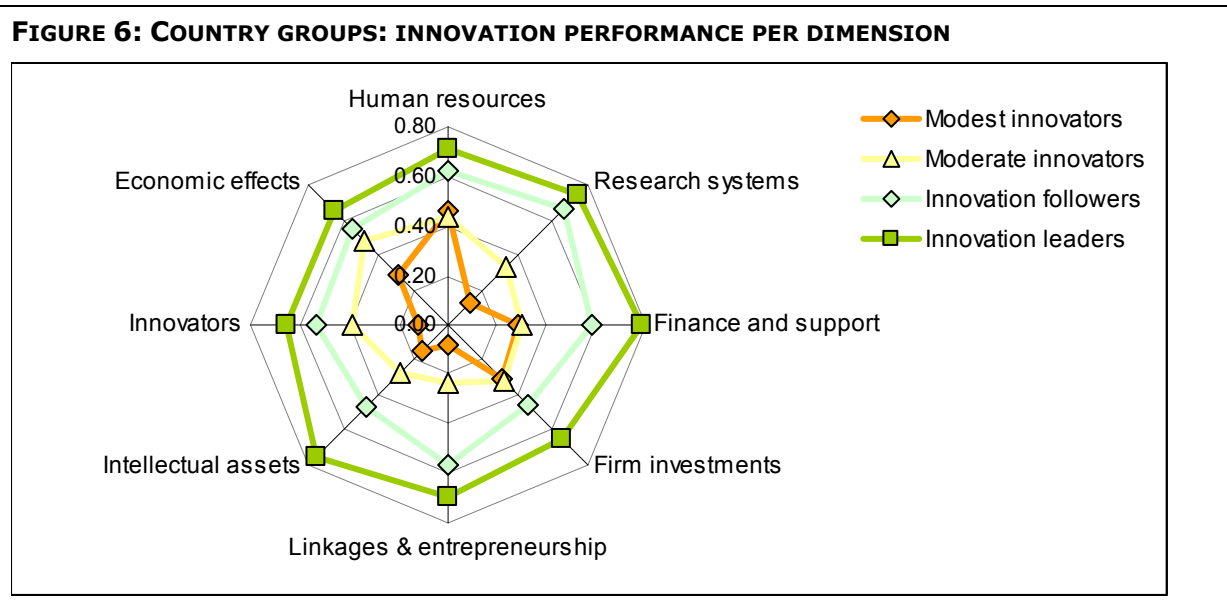 FIGURE 6: COUNTRY GROUPS: INNOVATION PERFORMANCE PER DIMENSION
Human resources
0.80
0.60
0.40
0.20
0.00
Economic effects
Research systems
Innovators
Finance and support
Intellectual assets
Firm investments
Linkages & entrepreneurship
Modest innovators
Moderate innovators
Innovation followers
Innovation leaders